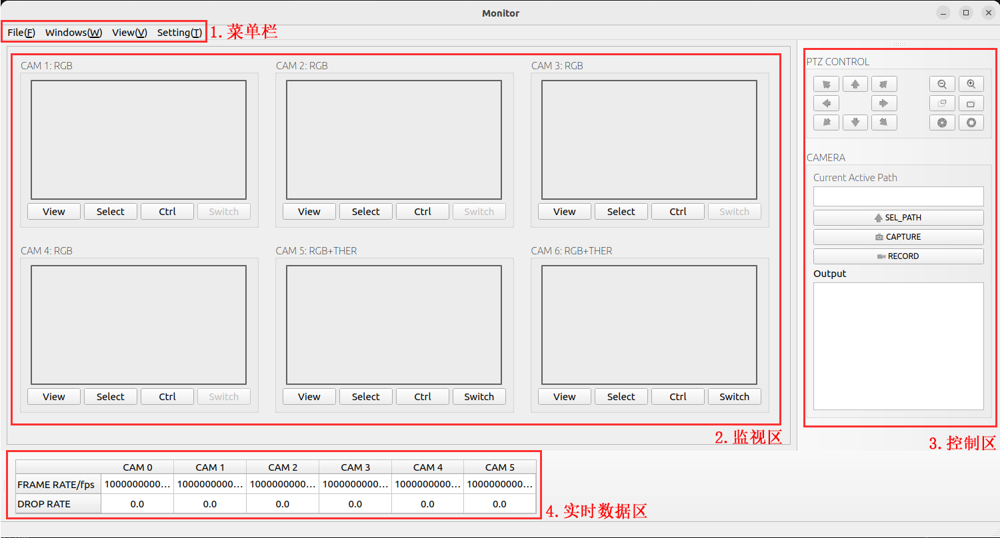 Monitor
File(F) Windows(W) View(V) Setting(T)
1.菜单栏
CAM 1: RGB
CAM 2: RGB
CAM 3: RGB
View Select Ctrl Switch
View Select Ctrl Switch
View Select Ctrl Switch
CAM 4: RGB
CAM 5: RGB+THER
CAM 6: RGB+THER
View Select Ctrl Switch
View Select Ctrl Switch
View Select Ctrl Switch
2.监视区
PTZ CONTROL
CAMERA
Current Active Path
SEL_PATH
CAPTURE
RECORD
Output
3.控制区
CAM 0 CAM 1 CAM 2 CAM 3 CAM 4 CAM 5
FRAME RATE/fps 1000000000... 1000000000... 1000000000... 1000000000... 1000000000... 1000000000...
DROP RATE 0.0 0.0 0.0 0.0 0.0 0.0
4.实时数据区